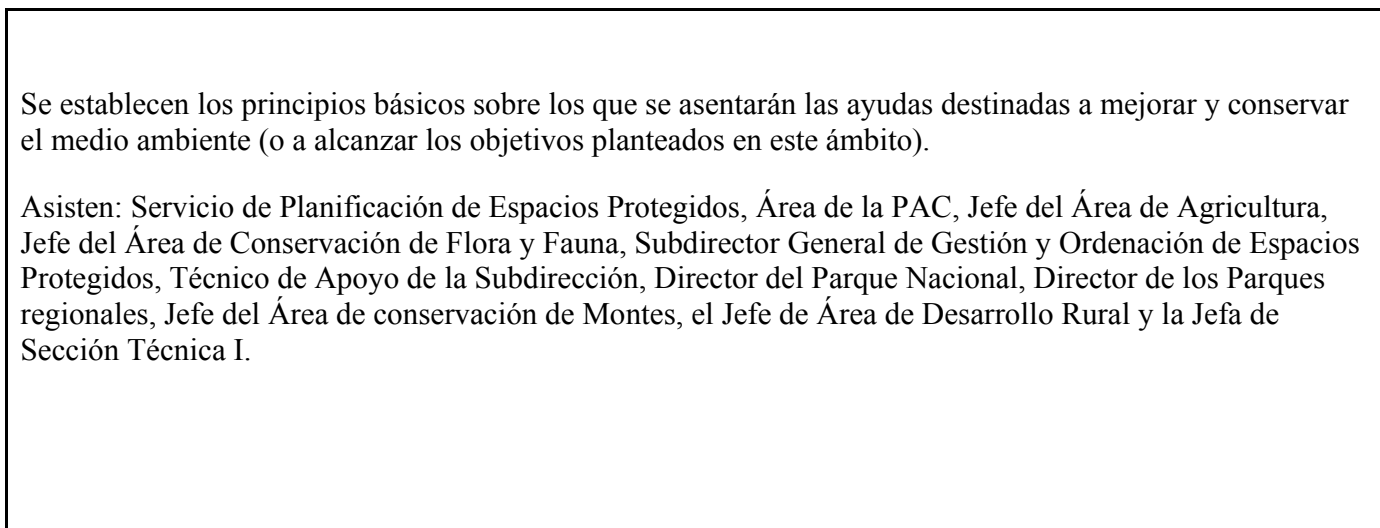 Se establecen los principios básicos sobre los que se asentarán las ayudas destinadas a mejorar y conservar
el medio ambiente (o a alcanzar los objetivos planteados en este ámbito).
Asisten: Servicio de Planificación de Espacios Protegidos, Área de la PAC, Jefe del Área de Agricultura,
Jefe del Área de Conservación de Flora y Fauna, Subdirector General de Gestión y Ordenación de Espacios
Protegidos, Técnico de Apoyo de la Subdirección, Director del Parque Nacional, Director de los Parques
regionales, Jefe del Área de conservación de Montes, el Jefe de Área de Desarrollo Rural y la Jefa de
Sección Técnica I.